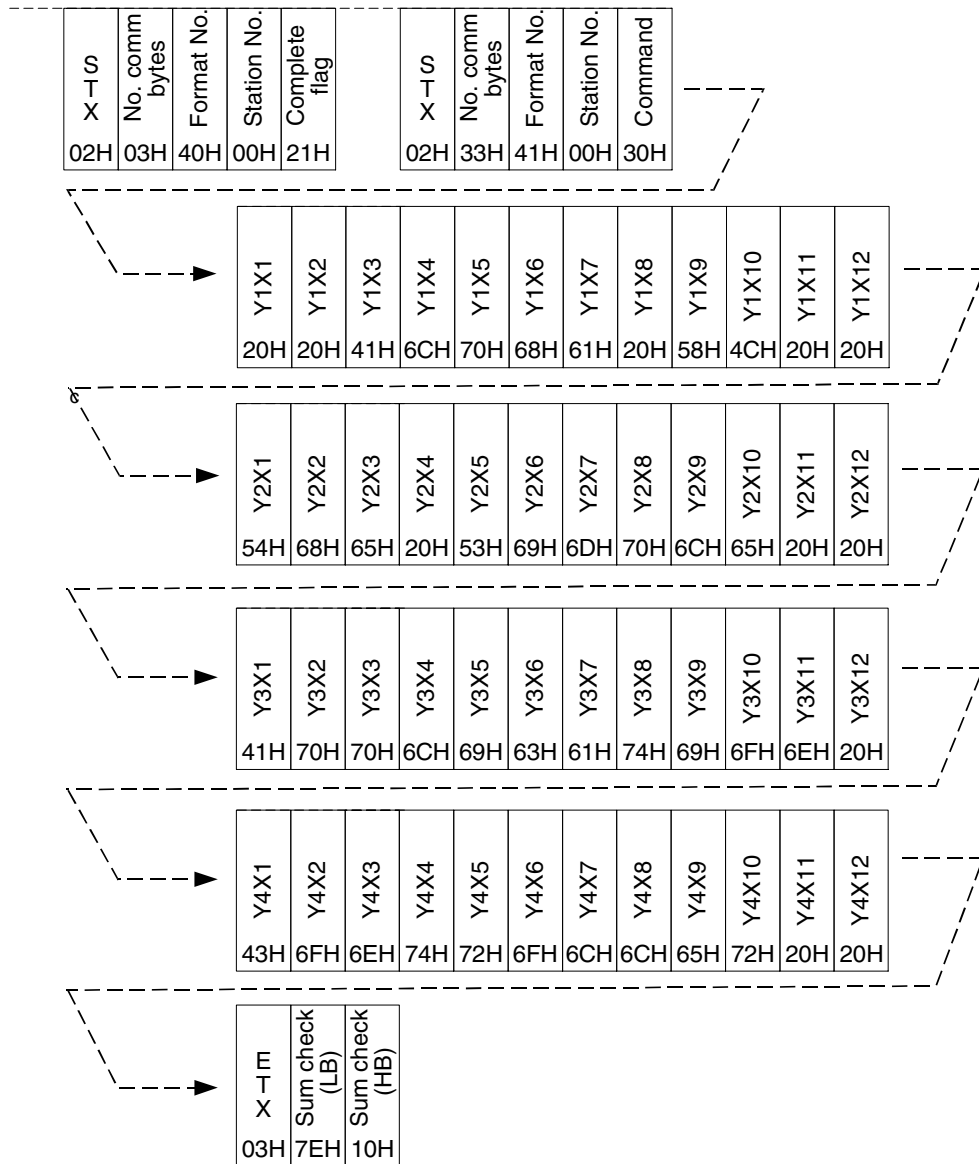 STX No. comm bytes Format No. Station No. Complete flag STX No. comm bytes Format No. Station No. Command
02H 03H 40H 00H 21H 02H 33H 41H 00H 30H
Y1X1 Y1X2 Y1X3 Y1X4 Y1X5 Y1X6 Y1X7 Y1X8 Y1X9 Y1X10 Y1X11 Y1X12
20H 20H 41H 6CH 70H 68H 61H 20H 58H 4CH 20H 20H
Y2X1 Y2X2 Y2X3 Y2X4 Y2X5 Y2X6 Y2X7 Y2X8 Y2X9 Y2X10 Y2X11 Y2X12
54H 68H 65H 20H 53H 69H 6DH 70H 6CH 65H 20H 20H
Y3X1 Y3X2 Y3X3 Y3X4 Y3X5 Y3X6 Y3X7 Y3X8 Y3X9 Y3X10 Y3X11 Y3X12
41H 70H 70H 6CH 69H 63H 61H 74H 69H 6FH 6EH 20H
Y4X1 Y4X2 Y4X3 Y4X4 Y4X5 Y4X6 Y4X7 Y4X8 Y4X9 Y4X10 Y4X11 Y4X12
43H 6FH 6EH 74H 72H 6FH 6CH 6CH 65H 72H 20H 20H
ETX Sum check (LB) Sum check (HB)
03H 7EH 10H